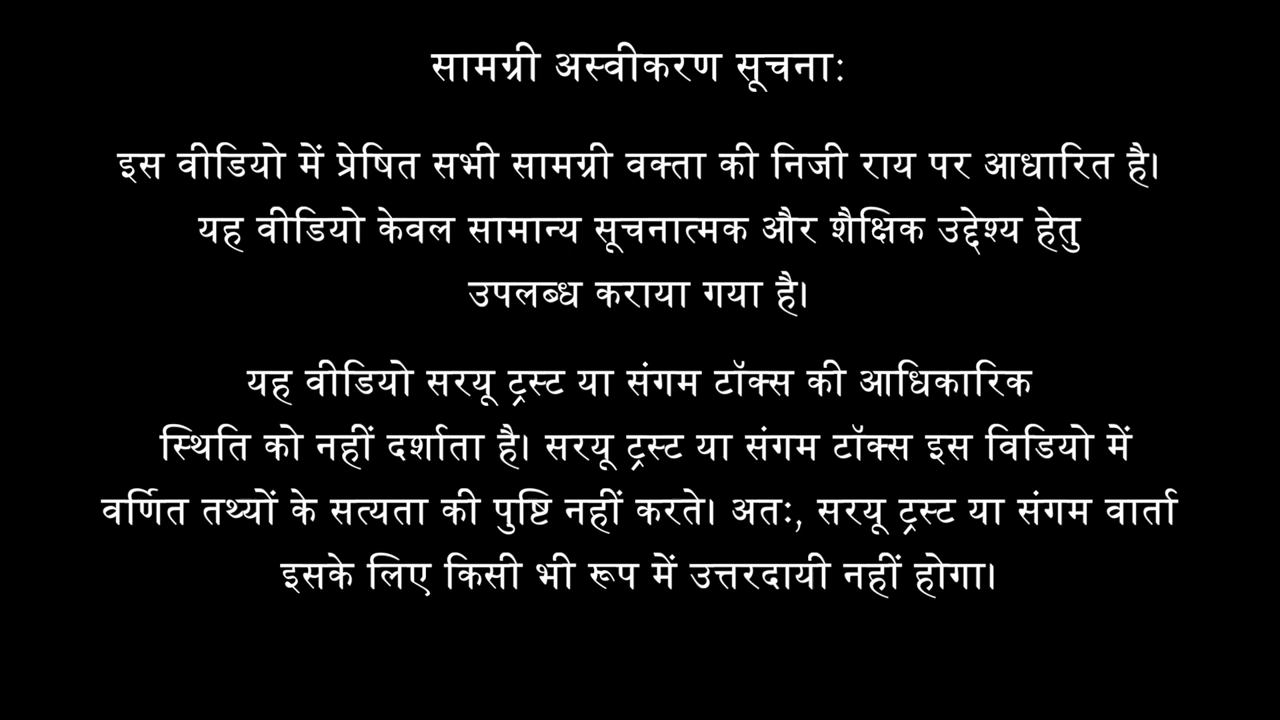 सामग्री अस्वीकरण सूचना:
इस वीडियो में प्रेषित सभी सामग्री वक्ता की निजी राय पर आधारित है।
यह वीडियो केवल सामान्य सूचनात्मक और शैक्षिक उद्देश्य हेतु
उपलब्ध कराया गया है।
यह वीडियो सरयू ट्रस्ट या संगम टॉक्स की आधिकारिक
स्थिति को नहीं दर्शाता है। सरयू ट्रस्ट या संगम टॉक्स इस विडियो में
वर्णित तथ्यों के सत्यता की पुष्टि नहीं करते। अतः, सरयू ट्रस्ट या संगम वार्ता
इसके लिए किसी भी रूप में उत्तरदायी नहीं होगा।